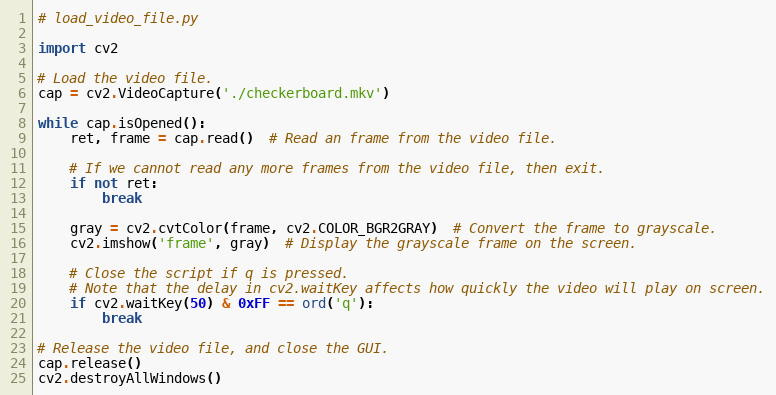 1 # load_video_file.py
2
3 import cv2
4
5 # Load the video file.
6 cap = cv2.VideoCapture('./checkerboard.mkv')
7
8 while cap.isOpened():
9     ret, frame = cap.read()  # Read an frame from the video file.
10
11     # If we cannot read any more frames from the video file, then exit.
12     if not ret:
13         break
14
15     gray = cv2.cvtColor(frame, cv2.COLOR_BGR2GRAY)  # Convert the frame to grayscale.
16     cv2.imshow('frame', gray)  # Display the grayscale frame on the screen.
17
18     # Close the script if q is pressed.
19     # Note that the delay in cv2.waitKey affects how quickly the video will play on screen.
20     if cv2.waitKey(50) & 0xFF == ord('q'):
21         break
22
23 # Release the video file, and close the GUI.
24 cap.release()
25 cv2.destroyAllWindows()